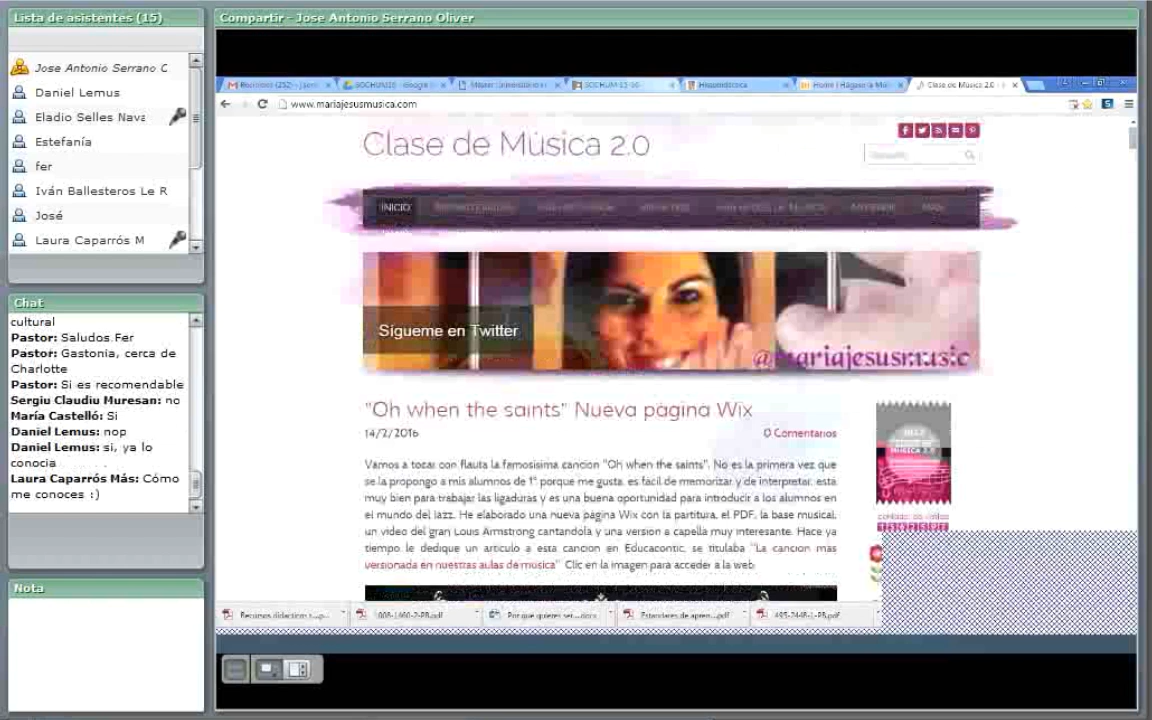 Lista de asistentes (15)
Jose Antonio Serrano C
Daniel Lemus
Eladio Selles Nava
Estefanía
fer
Iván Ballesteros Le R
José
Laura Caparrós M
Chat
cultural
Pastor: Saludos Fer
Pastor: Gastonia, cerca de
Charlotte
Pastor: Si es recomendable
Sergiu Claudiu Muresan: no
María Castelló: Si
Daniel Lemus: nop
Daniel Lemus: si, ya lo
conocia
Laura Caparrós Más: Cómo
me conoces :)
Nota
Compartir - Jose Antonio Serrano Oliver
www.mariajesusmusica.com
Clase de Música 2.0
INICIO
Sígueme en Twitter
@mariajesusmusic
"Oh when the saints" Nueva página Wix
14/2/2016
0 Comentarios
Vamos a tocar con flauta la famosísima canción "Oh when the saints". No es la primera vez que
se la propongo a mis alumnos de 1º porque me gusta, es fácil de memorizar y de interpretar, está
muy bien para trabajar las ligaduras y es una buena oportunidad para introducir a los alumnos en
el mundo del Jazz. He elaborado una nueva página Wix con la partitura, el PDF, la base musical,
un vídeo del gran Louis Armstrong cantándola y una versión a capella muy interesante. Hace ya
tiempo le dediqué un artículo a esta canción en Educacontic, se titulaba "La canción más
versionada en nuestras aulas de música" Clic en la imagen para acceder a la web